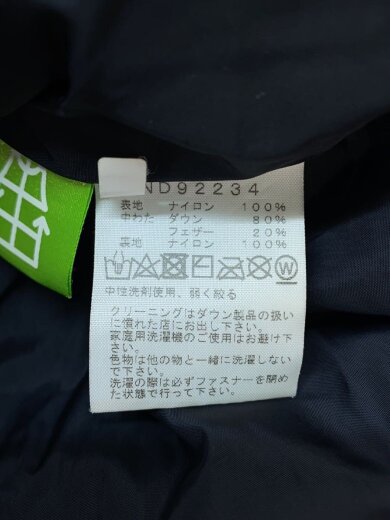 ND92234
表地 ナイロン 100%
中わた ダウン 80%
フェザー 20%
裏地 ナイロン 100%
中性洗剤使用、弱く絞る
クリーニングはダウン製品の扱い
に慣れた店にお出し下さい。
家庭用洗濯機でのご使用はお避け下
さい。
色物は他の物と一緒に洗濯しない
で下さい。
洗濯の際は必ずファスナーを閉め
た状態で行って下さい。